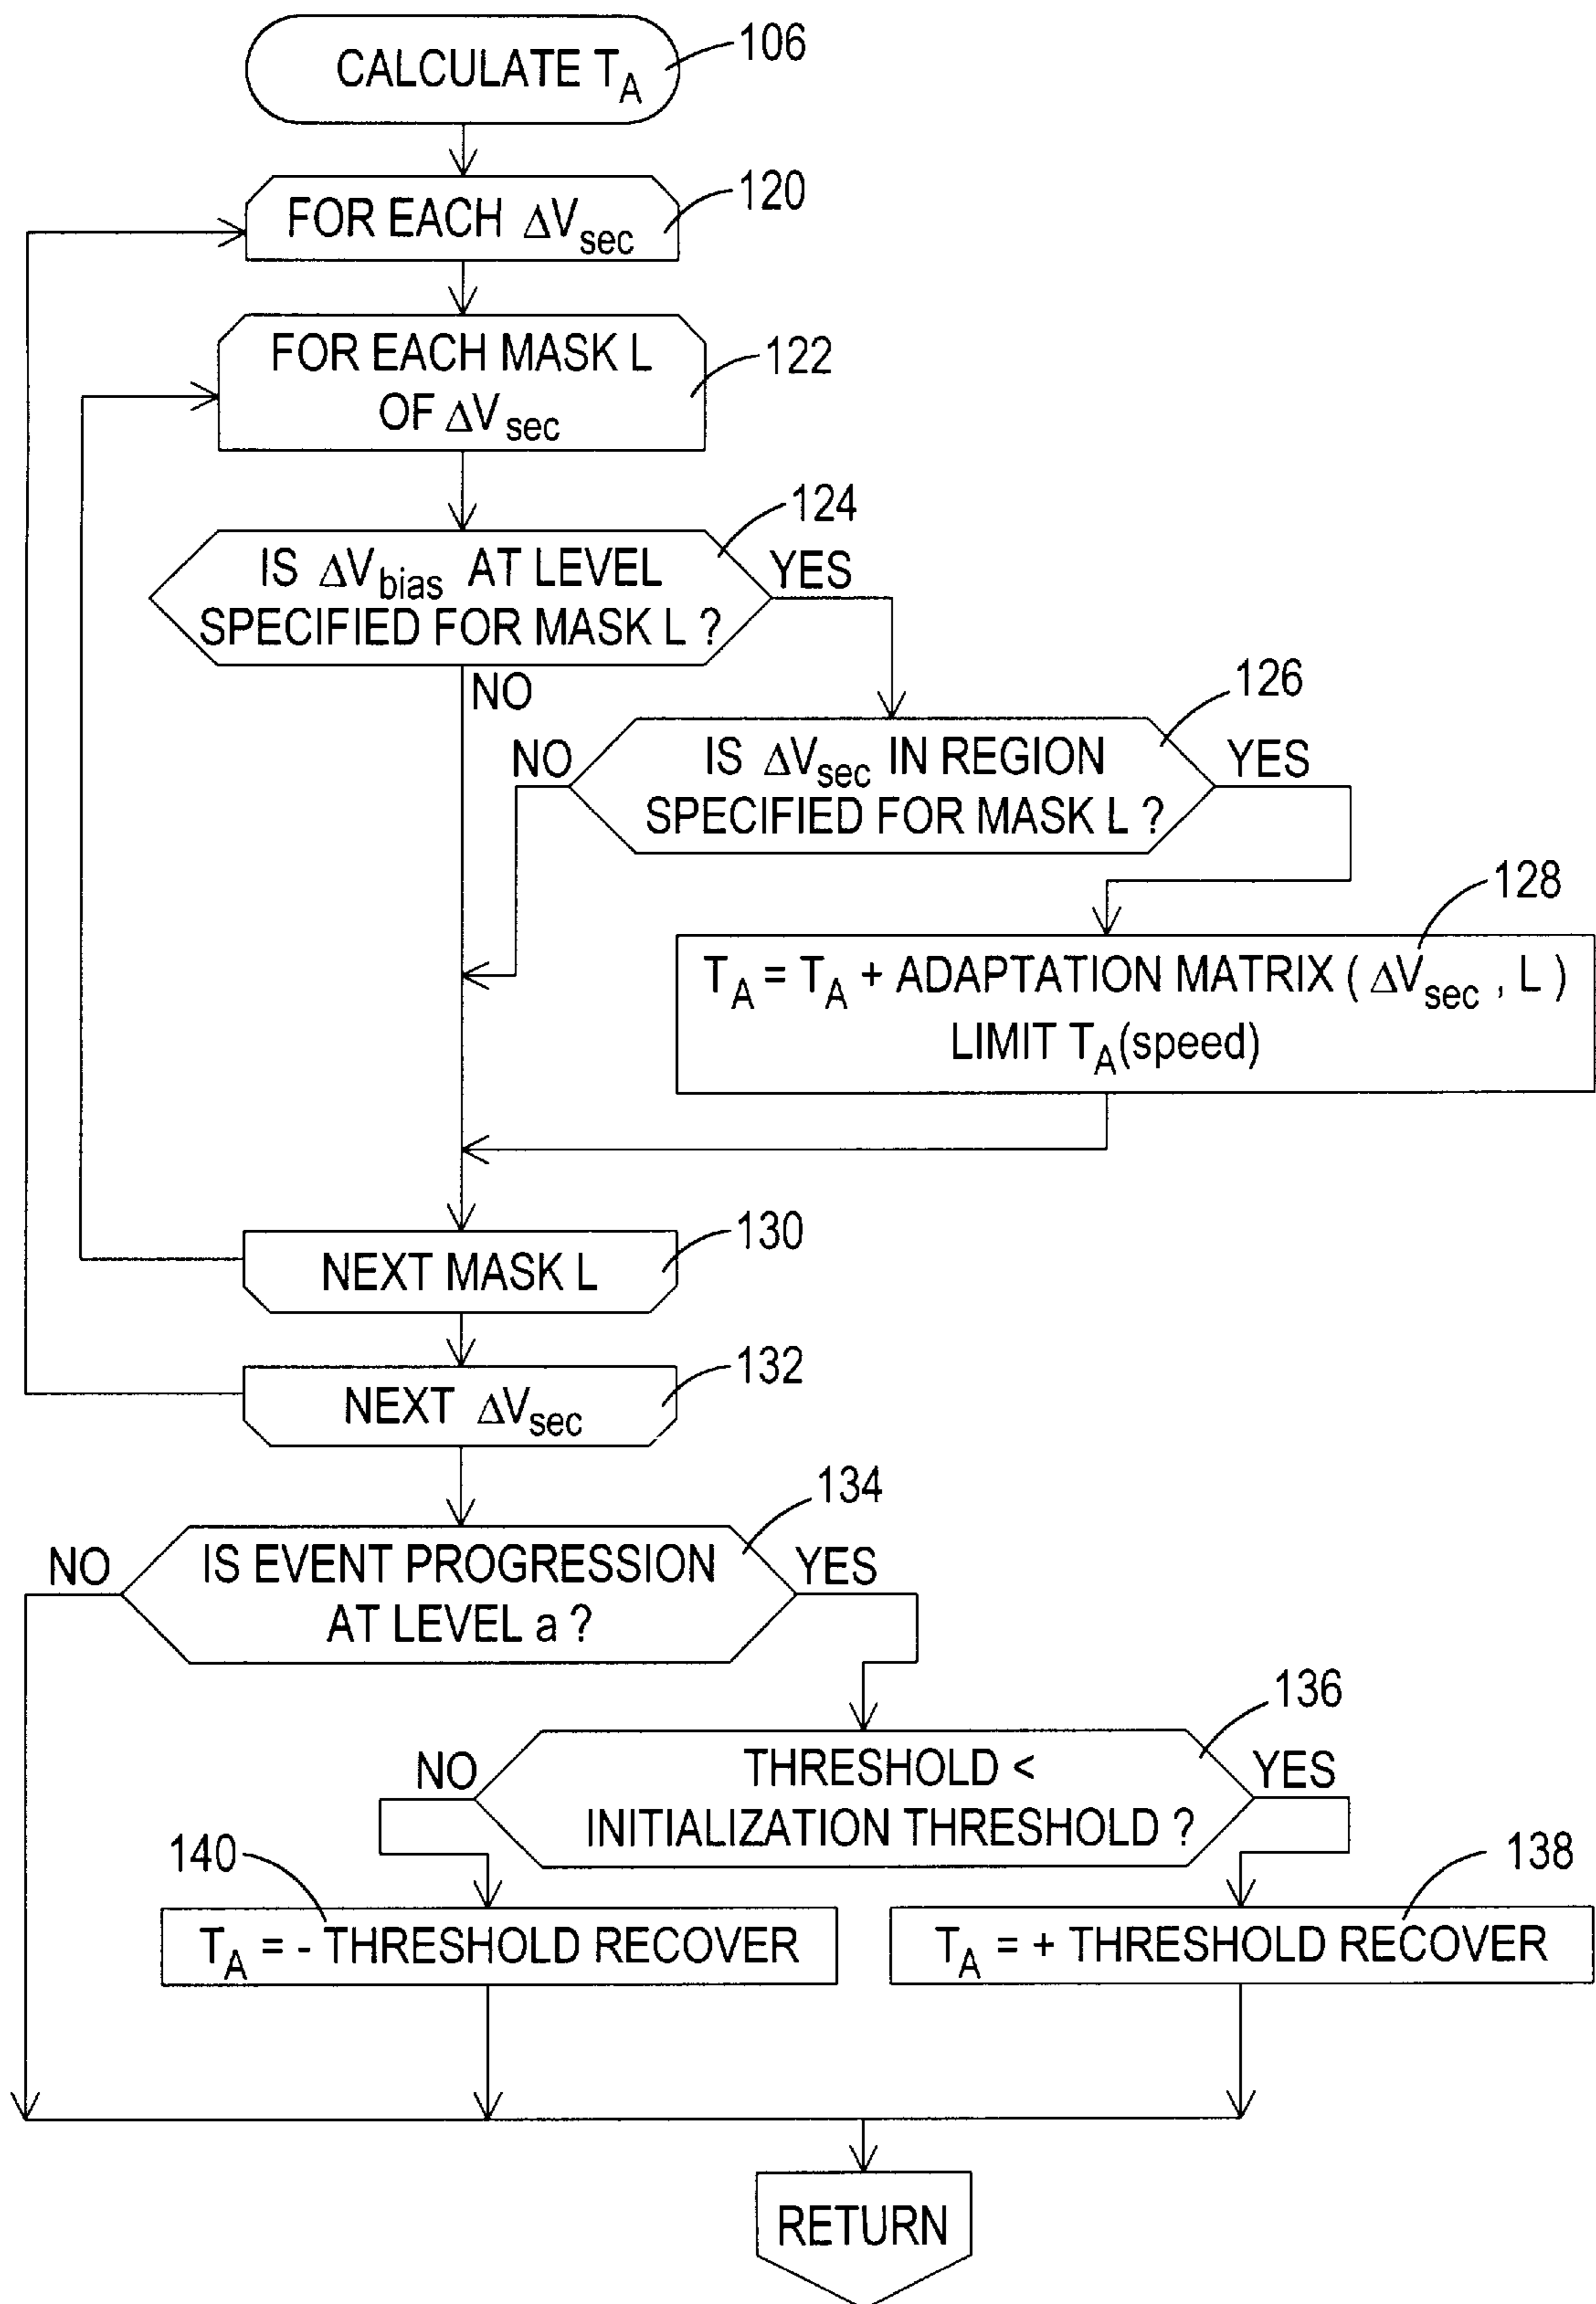 CALCULATE T_A
106
FOR EACH ΔV_sec
120
FOR EACH MASK L
OF ΔV_sec
122
124
IS ΔV_bias AT LEVEL
SPECIFIED FOR MASK L ?
YES
NO
126
IS ΔV_sec IN REGION
SPECIFIED FOR MASK L ?
NO
YES
128
T_A = T_A + ADAPTATION MATRIX ( ΔV_sec , L )
LIMIT T_A(speed)
NEXT MASK L
130
NEXT ΔV_sec
132
134
NO
IS EVENT PROGRESSION
AT LEVEL a ?
YES
136
NO
THRESHOLD <
INITIALIZATION THRESHOLD ?
YES
140
138
T_A = - THRESHOLD RECOVER
T_A = + THRESHOLD RECOVER
RETURN